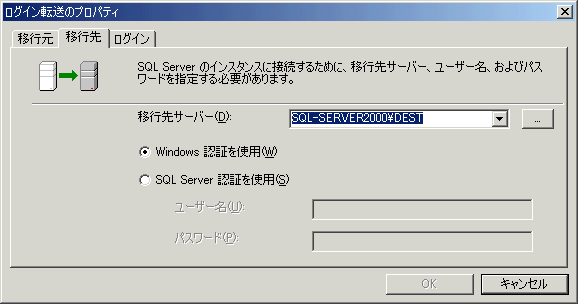 ログイン転送のプロパティ
移行元 移行先 ログイン
SQL Server のインスタンスに接続するために、移行先サーバー、ユーザー名、およびパス
ワードを指定する必要があります。
移行先サーバー(D): SQL-SERVER2000¥DEST ...
Windows 認証を使用(W)
SQL Server 認証を使用(S)
ユーザー名(U):
パスワード(P):
OK キャンセル